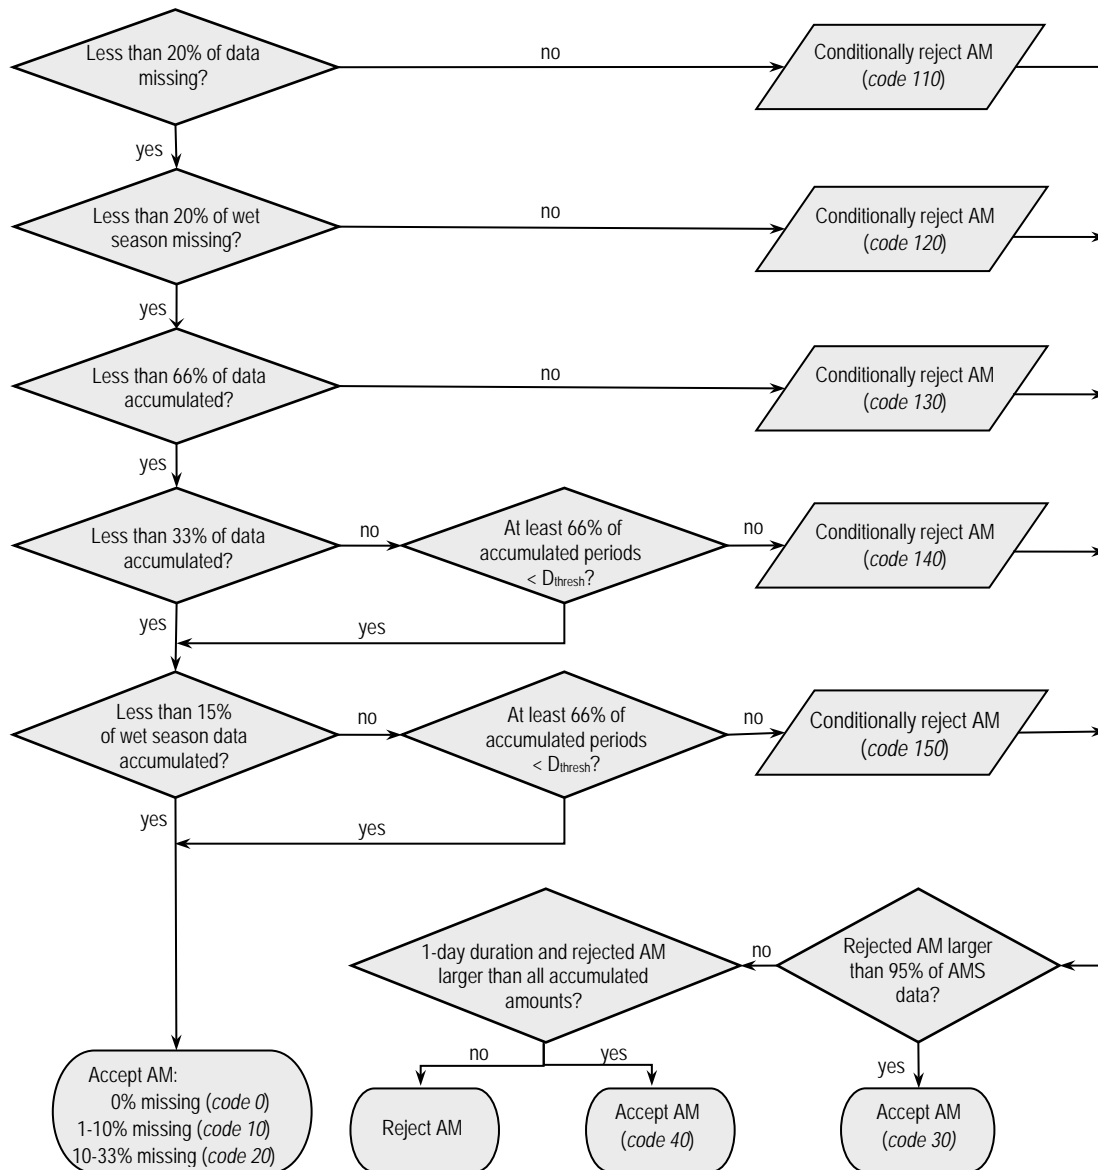 Less than 20% of data
missing?
no
Conditionally reject AM
(code 110)
yes
Less than 20% of wet
season missing?
no
Conditionally reject AM
(code 120)
yes
Less than 66% of data
accumulated?
no
Conditionally reject AM
(code 130)
yes
Less than 33% of data
accumulated?
no
At least 66% of
accumulated periods
< Dthresh?
no
Conditionally reject AM
(code 140)
yes
yes
Less than 15%
of wet season data
accumulated?
no
At least 66% of
accumulated periods
< Dthresh?
no
Conditionally reject AM
(code 150)
yes
yes
1-day duration and rejected AM
larger than all accumulated
amounts?
no
Rejected AM larger
than 95% of AMS
data?
no
yes
yes
Accept AM:
0% missing (code 0)
1-10% missing (code 10)
10-33% missing (code 20)
Reject AM
Accept AM
(code 40)
Accept AM
(code 30)